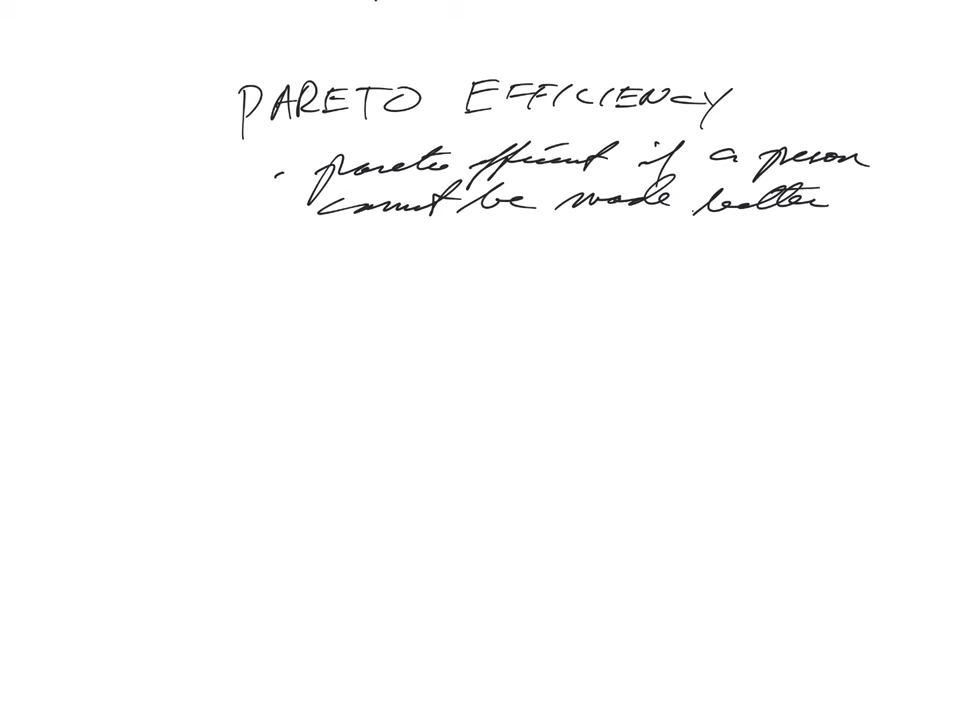 PARETO EFFICIENCY
· pareto efficient if a person
cannot be made better